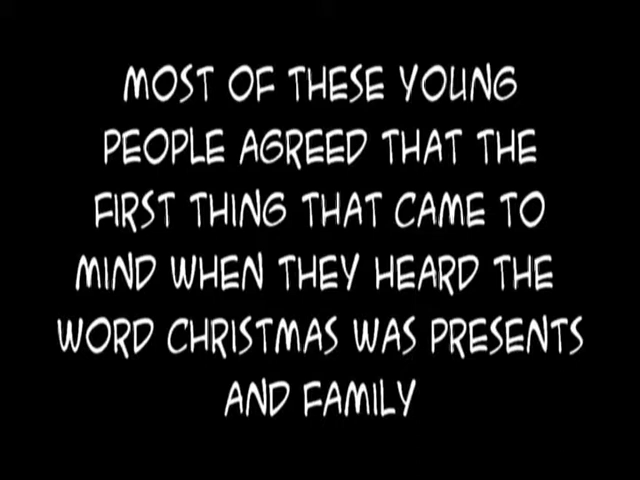 MOST OF THESE YOUNG
PEOPLE AGREED THAT THE
FIRST THING THAT CAME TO
MIND WHEN THEY HEARD THE
WORD CHRISTMAS WAS PRESENTS
AND FAMILY